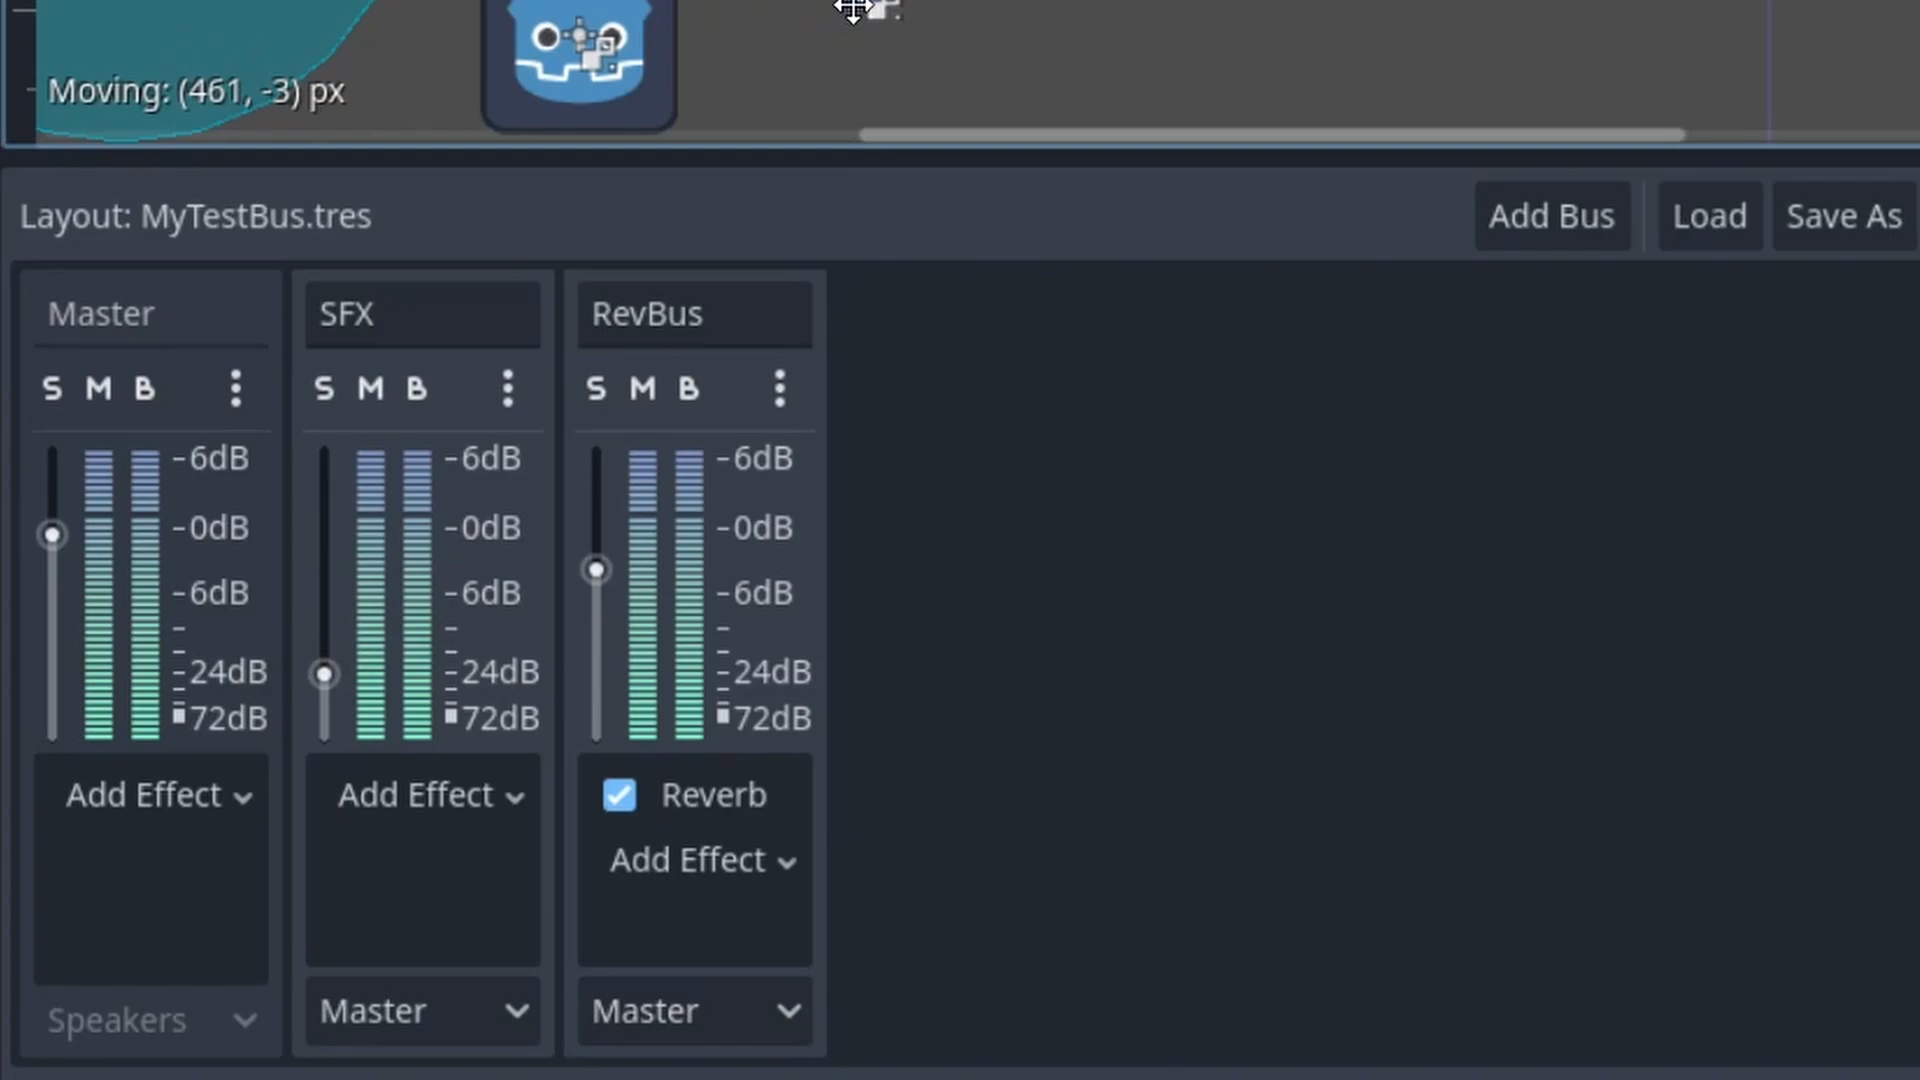 Moving: (461, -3) px
Layout: MyTestBus.tres
Add Bus
Load
Save As
Master
SFX
RevBus
S M B
S M B
S M B
-6dB
-0dB
-6dB
24dB
72dB
-6dB
-0dB
-6dB
24dB
72dB
-6dB
-0dB
-6dB
24dB
72dB
Add Effect
Add Effect
Reverb
Add Effect
Speakers
Master
Master